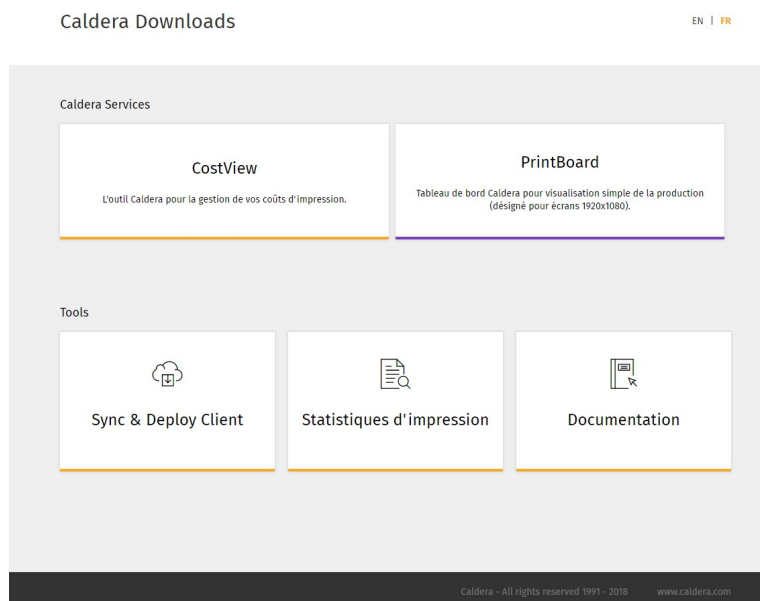 Caldera Downloads
EN | FR
Caldera Services
CostView
L'outil Caldera pour la gestion de vos coûts d'impression.
PrintBoard
Tableau de bord Caldera pour visualisation simple de la production
(désigné pour écrans 1920x1080).
Tools
Sync & Deploy Client
Statistiques d'impression
Documentation
Caldera - All rights reserved 1991 - 2018
www.caldera.com